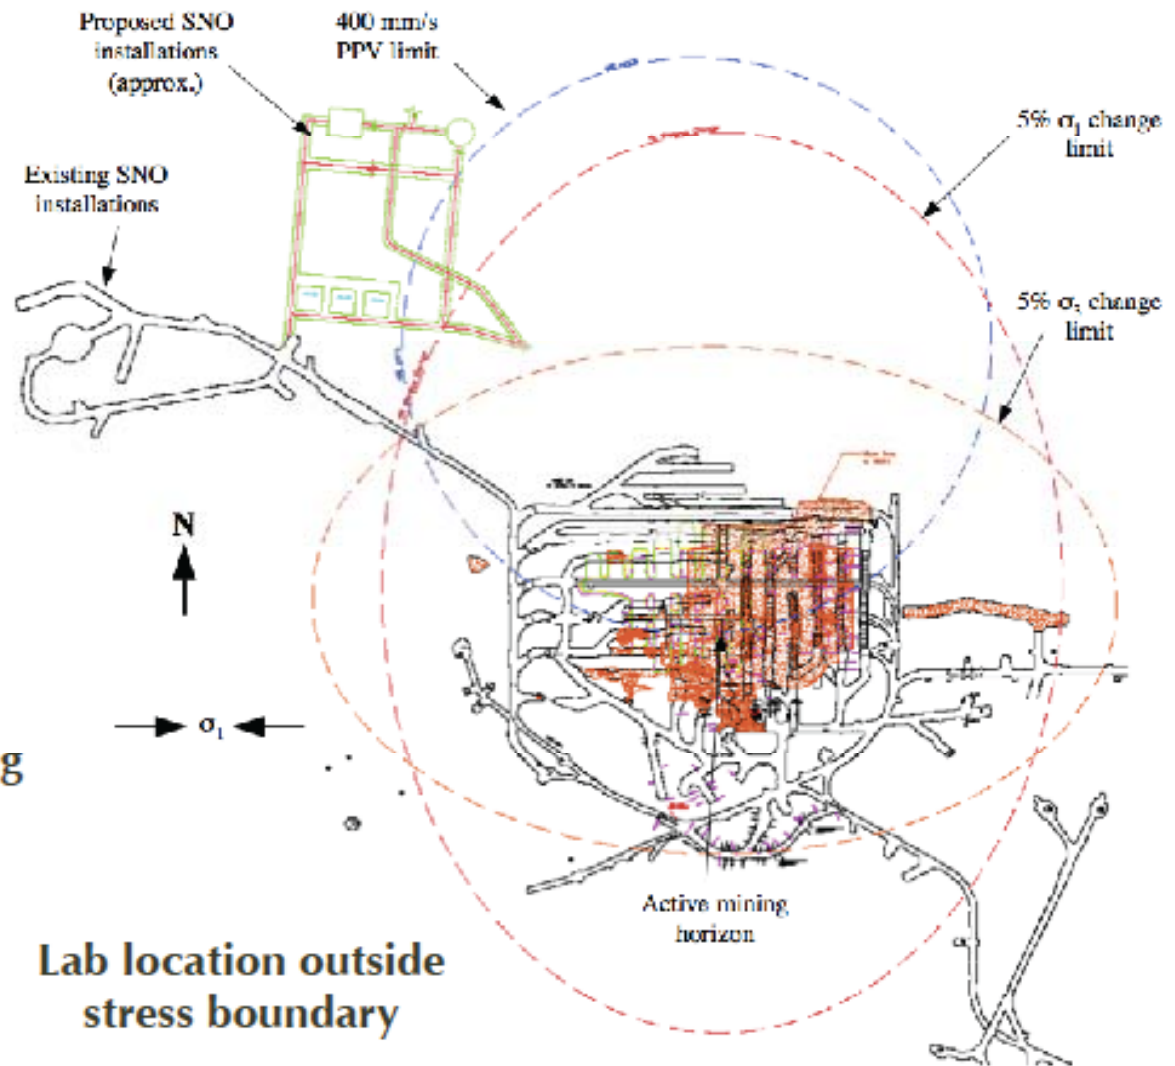 Proposed SNO
installations
(approx.)
400 mm/s
PPV limit
5% σ₁ change
limit
Existing SNO
installations
5% σ₃ change
limit
N
σ₁
g
Active mining
horizon
Lab location outside
stress boundary